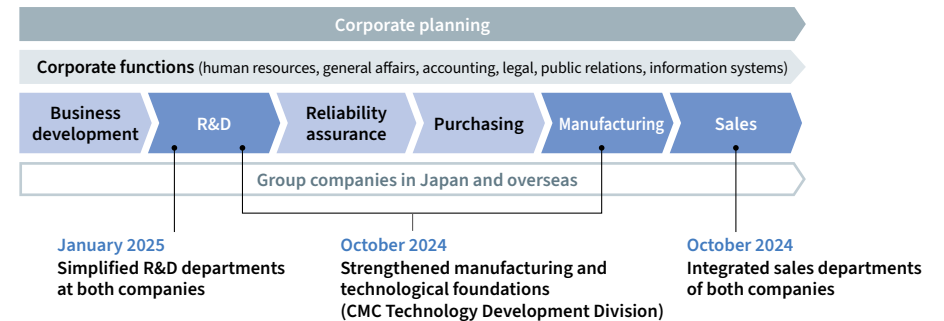 Corporate planning
Corporate functions (human resources, general affairs, accounting, legal, public relations, information systems)
Business
development
R&D
Reliability
assurance
Purchasing
Manufacturing
Sales
Group companies in Japan and overseas
January 2025
Simplified R&D departments
at both companies
October 2024
Strengthened manufacturing and
technological foundations
(CMC Technology Development Division)
October 2024
Integrated sales departments
of both companies